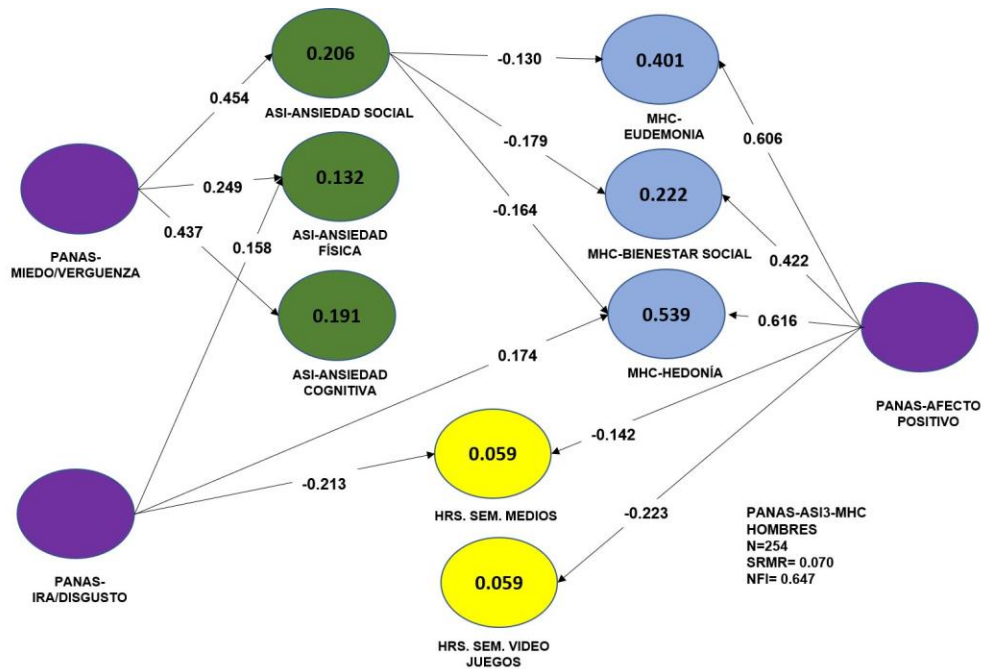 0.206
ASI-ANSIEDAD SOCIAL
0.401
MHC-
EUDEMONIA
-0.130
0.454
-0.179
0.606
0.132
ASI-ANSIEDAD
FÍSICA
0.249
0.222
MHC-BIENESTAR SOCIAL
-0.164
PANAS-
MIEDO/VERGUENZA
0.437
0.158
0.422
0.191
ASI-ANSIEDAD
COGNITIVA
0.539
MHC-HEDONÍA
0.616
0.174
PANAS-AFECTO
POSITIVO
-0.142
0.059
HRS. SEM. MEDIOS
-0.213
-0.223
PANAS-
IRA/DISGUSTO
0.059
HRS. SEM. VIDEO
JUEGOS
PANAS-ASI3-MHC
HOMBRES
N=254
SRMR= 0.070
NFI= 0.647